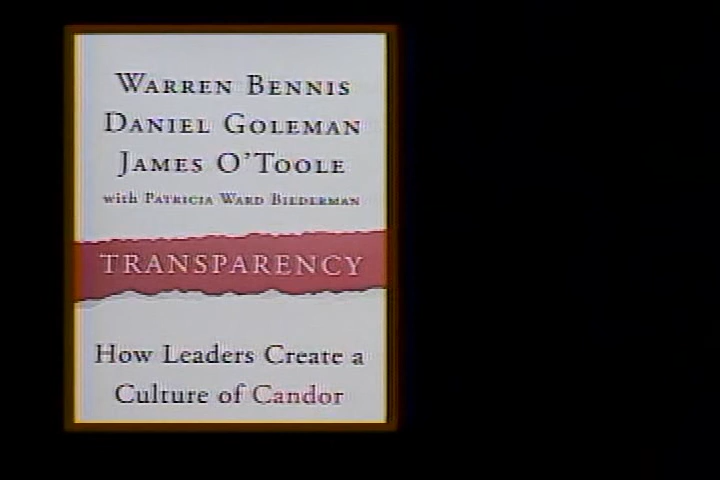 WARREN BENNIS
DANIEL GOLEMAN
JAMES O'TOOLE
with PATRICIA WARD BIEDERMAN
TRANSPARENCY
How Leaders Create a
Culture of Candor